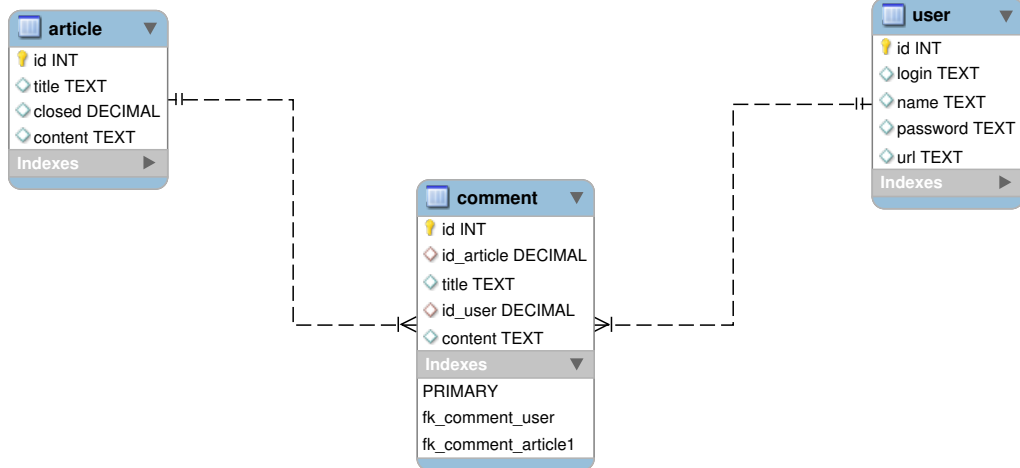 article
id INT
title TEXT
closed DECIMAL
content TEXT
Indexes
user
id INT
login TEXT
name TEXT
password TEXT
url TEXT
Indexes
comment
id INT
id_article DECIMAL
title TEXT
id_user DECIMAL
content TEXT
Indexes
PRIMARY
fk_comment_user
fk_comment_article1